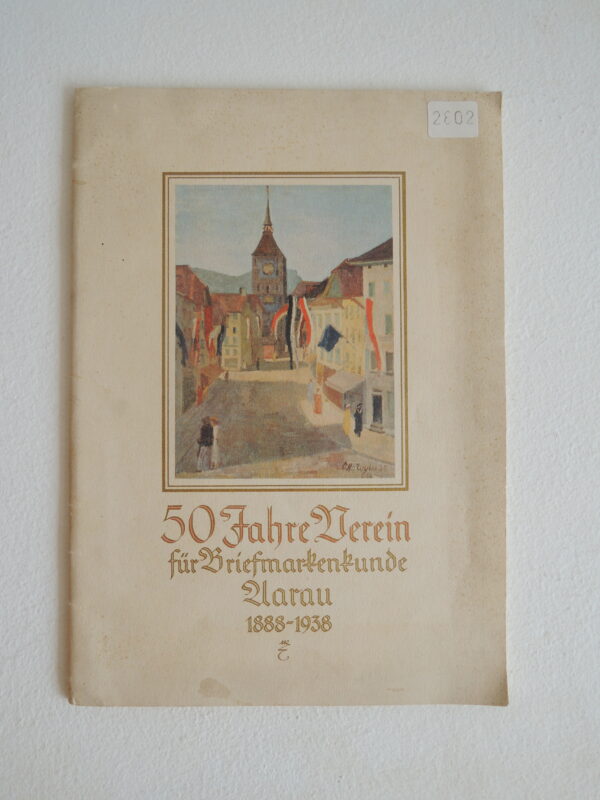 2802
50 Jahre Verein
für Briefmarkenkunde
Aarau
1888-1938